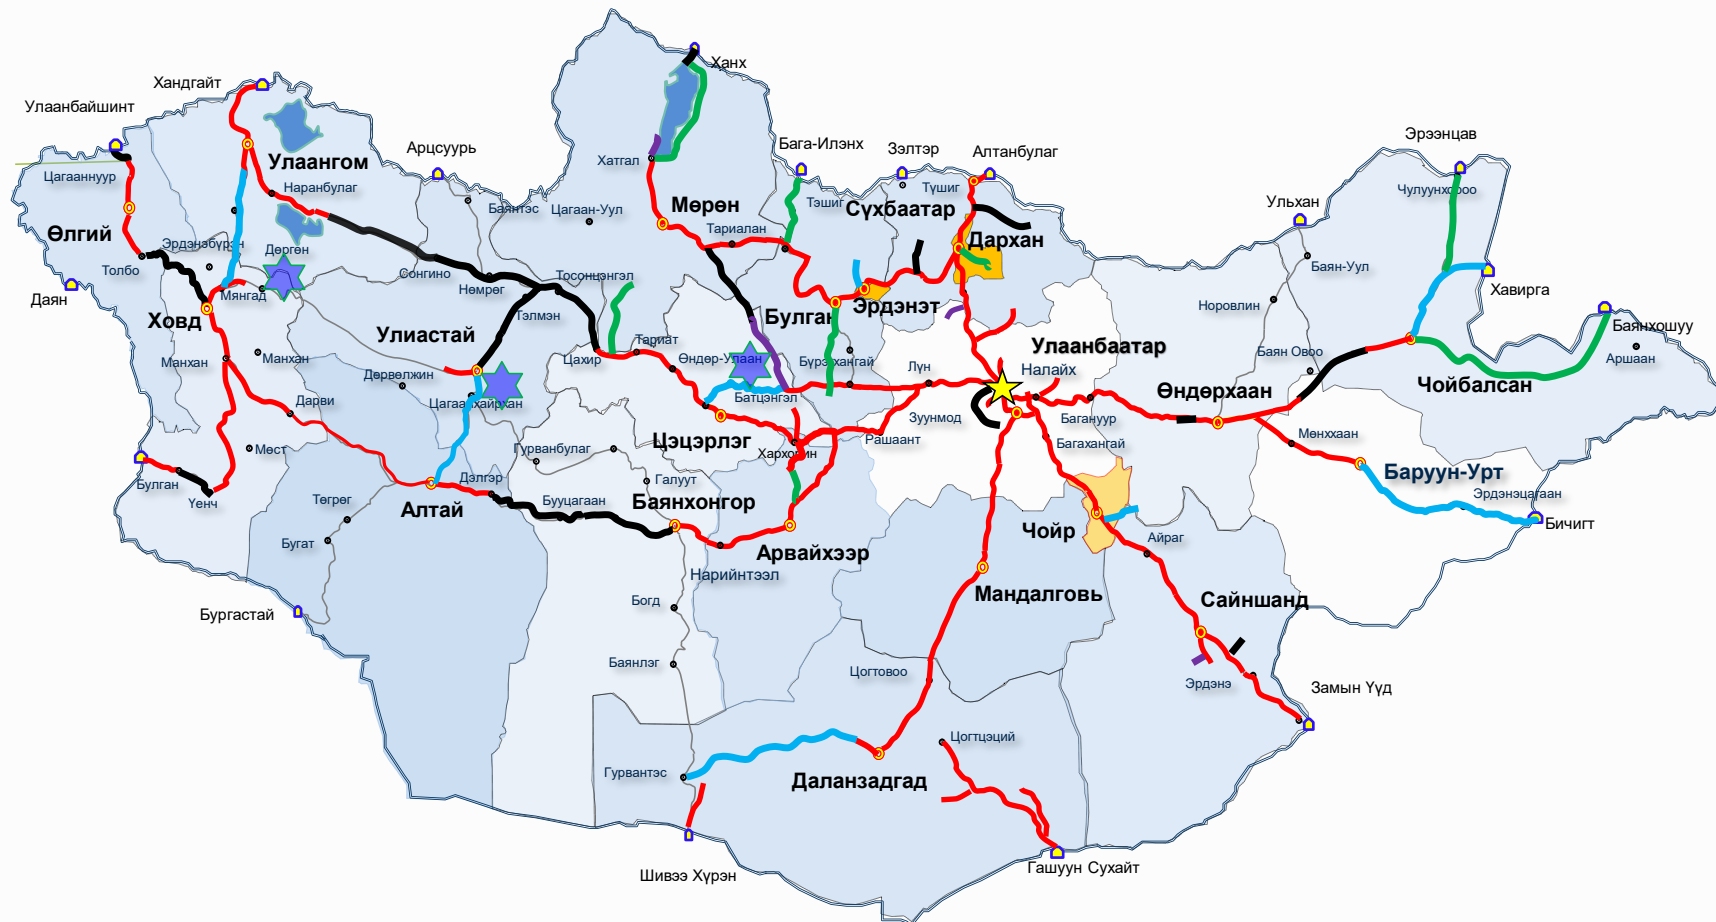 Ханх
Хандгайт
Улаанбайшинт
Эрээнцав
Бага-Илэнх
Зэлтэр
Алтанбулаг
Арцсуурь
Хатгал
Улаангом
Цагааннуур
Түшиг
Чулуунхороо
Наранбулаг
Баянтэс
Цагаан-Уул
Мөрөн
Тэшиг
Сүхбаатар
Ульхан
Өлгий
Тариалан
Дархан
Эрдэнэбүрэн
Дөргөн
Толбо
Сонгино
Тосонцэнгэл
Баян-Уул
Нөмрөг
Мянгад
Даян
Хавирга
Норовлин
Эрдэнэт
Ховд
Тэлмэн
Булган
Баянхошуу
Улиастай
Тариат
Улаанбаатар
Манхан
Манхан
Цахир
Өндөр-Улаан
Бүрэгхангай
Лүн
Налайх
Баян Овоо
Аршаан
Дөрвөлжин
Чойбалсан
Өндөрхаан
Цагаанхайрхан
Батцэнгэл
Дарви
Зуунмод
Багануур
Рашаант
Багахангай
Мөнххаан
Цэцэрлэг
Хархорин
Мөст
Гурванбулаг
Баруун-Урт
Булган
Дэлгэр
Галуут
Эрдэнэцагаан
Үенч
Төгрөг
Бууцагаан
Баянхонгор
Алтай
Бичигт
Чойр
Айраг
Бугат
Арвайхээр
Нарийнтээл
Мандалговь
Сайншанд
Богд
Бургастай
Баянлэг
Цогтовоо
Эрдэнэ
Замын Үүд
Цогтцэций
Гурвантэс
Даланзадгад
Гашуун Сухайт
Шивээ Хүрэн